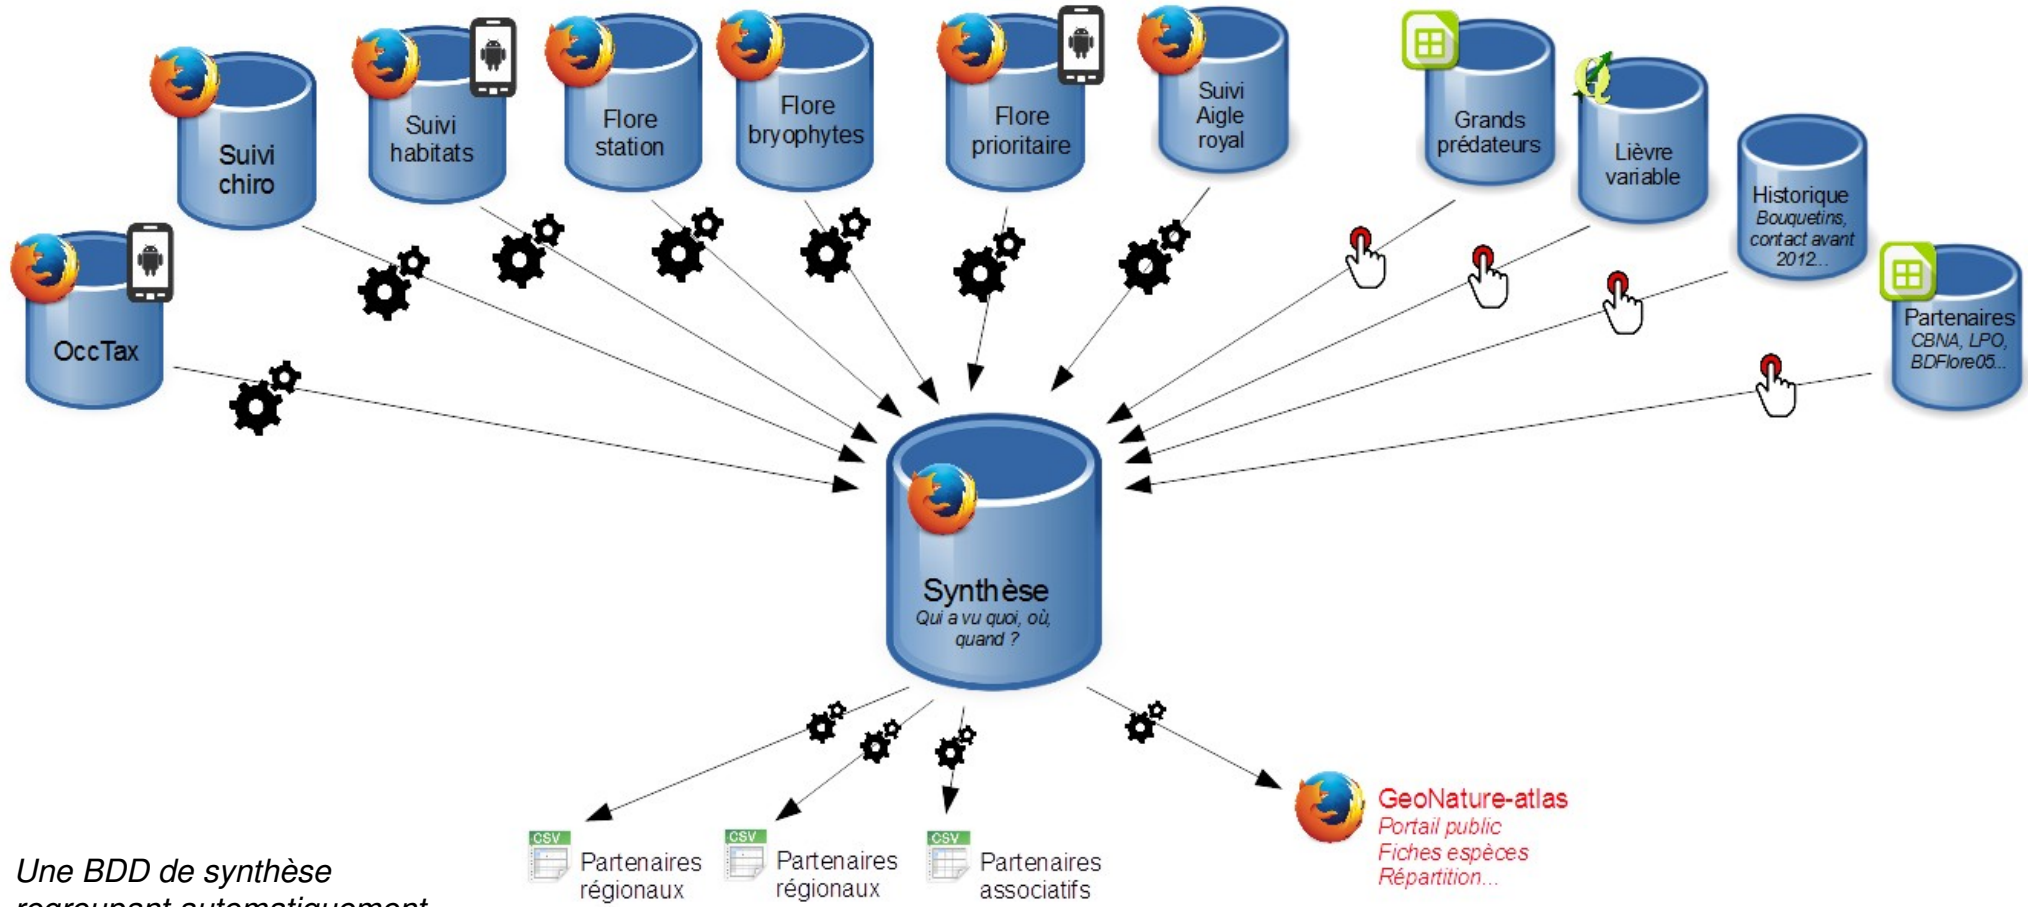 Suivi
chiro
Suivi
habitats
Flore
station
Flore
bryophytes
Flore
prioritaire
Suivi
Aigle
royal
Grands
prédateurs
Lièvre
variable
Historique
Bouquetins,
contact avant
2012...
Partenaires
CBNA, LPO,
BDFlore05...
OccTax
Synthèse
Qui a vu quoi, où,
quand ?
CSV
Partenaires
régionaux
CSV
Partenaires
régionaux
CSV
Partenaires
associatifs
GeoNature-atlas
Portail public
Fiches espèces
Répartition...
Une BDD de synthèse
regroupant automatiquement